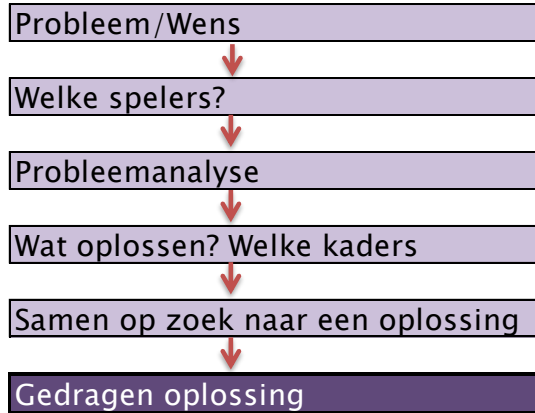 Probleem/Wens
Welke spelers?
Probleemanalyse
Wat oplossen? Welke kaders
Samen op zoek naar een oplossing
Gedragen oplossing